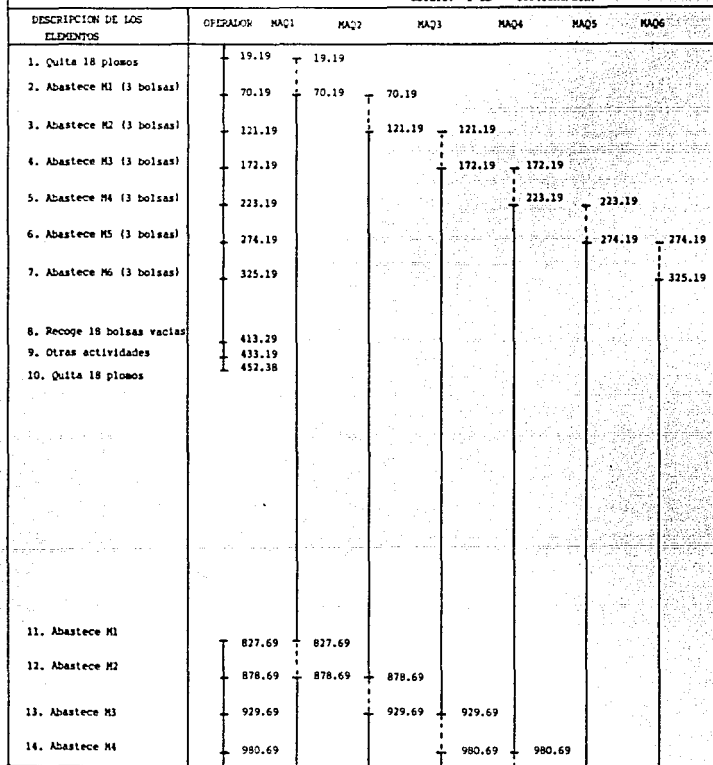 DESCRIPCION DE LOS ELEMENTOS OPERADOR MAQ1 MAQ2 MAQ3 MAQ4 MAQ5 MAQ6
1. Quita 18 plomos 19.19 19.19
2. Abastece M1 (3 bolsas) 70.19 70.19 70.19
3. Abastece M2 (3 bolsas) 121.19 121.19 121.19
4. Abastece M3 (3 bolsas) 172.19 172.19 172.19
5. Abastece M4 (3 bolsas) 223.19 223.19 223.19
6. Abastece M5 (3 bolsas) 274.19 274.19 274.19
7. Abastece M6 (3 bolsas) 325.19 325.19
8. Recoge 18 bolsas vacias 413.29
9. Otras actividades 433.19
10. Quita 18 plomos 452.38
11. Abastece M1 827.69 827.69
12. Abastece M2 878.69 878.69 878.69
13. Abastece M3 929.69 929.69 929.69
14. Abastece M4 980.69 980.69 980.69